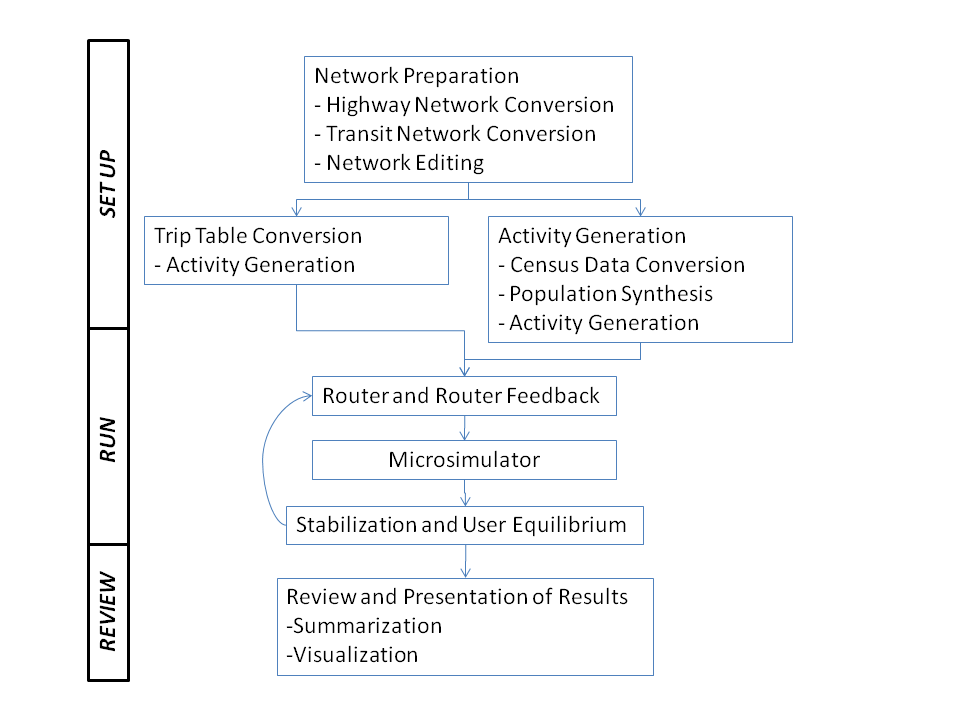 SET UP
Network Preparation
- Highway Network Conversion
- Transit Network Conversion
- Network Editing
Trip Table Conversion
- Activity Generation
Activity Generation
- Census Data Conversion
- Population Synthesis
- Activity Generation
RUN
Router and Router Feedback
Microsimulator
Stabilization and User Equilibrium
REVIEW
Review and Presentation of Results
-Summarization
-Visualization